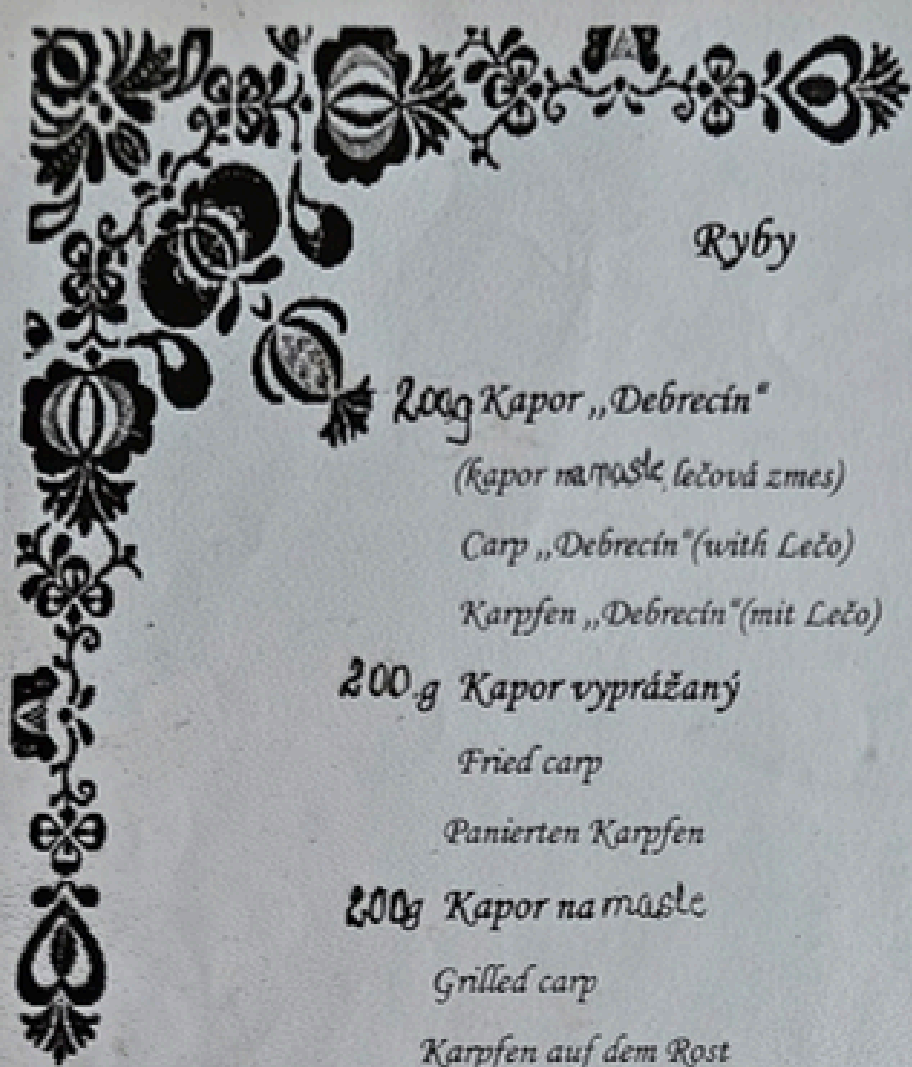 Ryby
200g Kapor „Debrecín“
(kapor na masle, lečová zmes)
Carp „Debrecín“(with Lečo)
Karpfen „Debrecín“(mit Lečo)
200 g Kapor vyprážaný
Fried carp
Panierten Karpfen
200g Kapor na masle
Grilled carp
Karpfen auf dem Rost